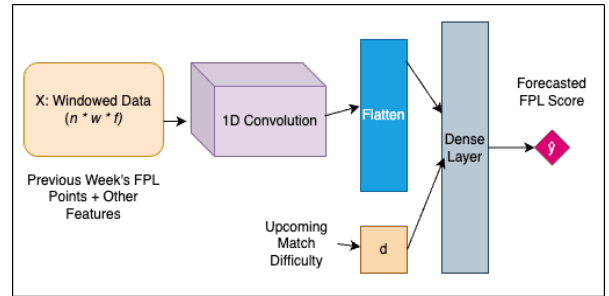 X: Windowed Data
(n * w * f)
Previous Week's FPL
Points + Other
Features
1D Convolution
Flatten
Upcoming
Match
Difficulty
d
Dense
Layer
Forecasted
FPL Score
ŷ